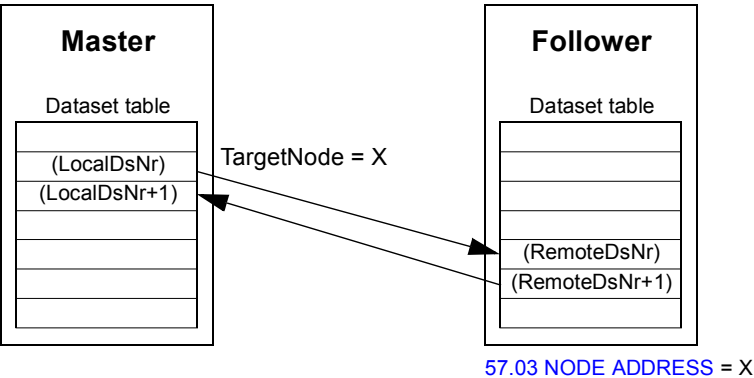 Master
Follower
Dataset table
Dataset table
(LocalDsNr)
TargetNode = X
(LocalDsNr+1)
(RemoteDsNr)
(RemoteDsNr+1)
57.03 NODE ADDRESS = X